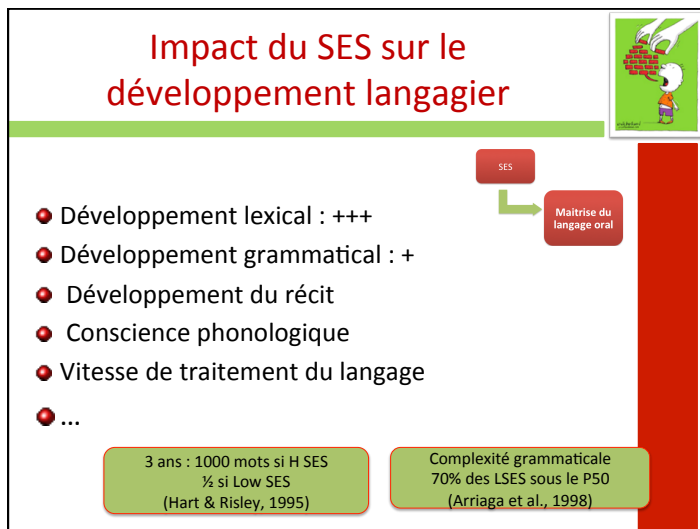 Impact du SES sur le
développement langagier
SES
Maitrise du
langage oral
Développement lexical : +++
Développement grammatical : +
Développement du récit
Conscience phonologique
Vitesse de traitement du langage
...
3 ans : 1000 mots si H SES
½ si Low SES
(Hart & Risley, 1995)
Complexité grammaticale
70% des LSES sous le P50
(Arriaga et al., 1998)